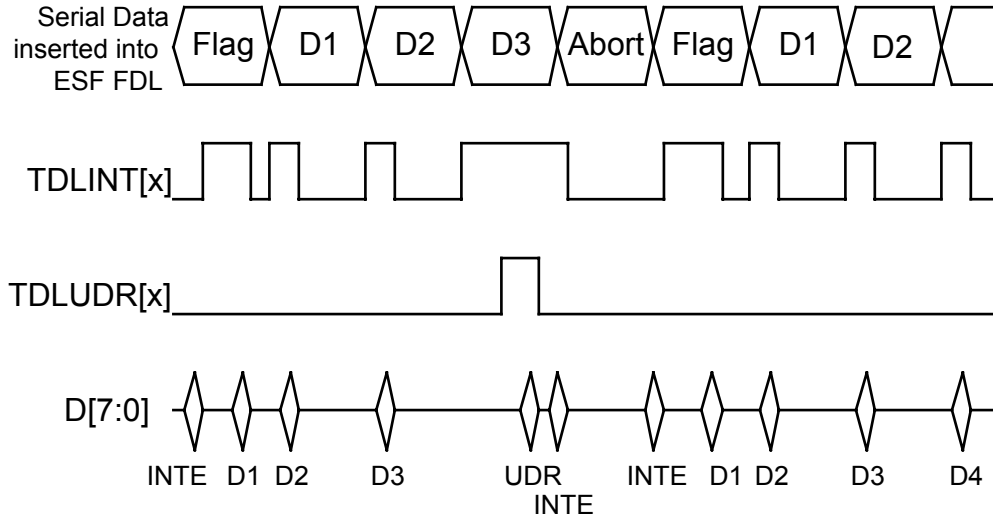 Serial Data
inserted into
ESF FDL
Flag D1 D2 D3 Abort Flag D1 D2
TDLINT[x]
TDLUDR[x]
D[7:0]
INTE D1 D2 D3 UDR INTE D1 D2 D3 D4
INTE